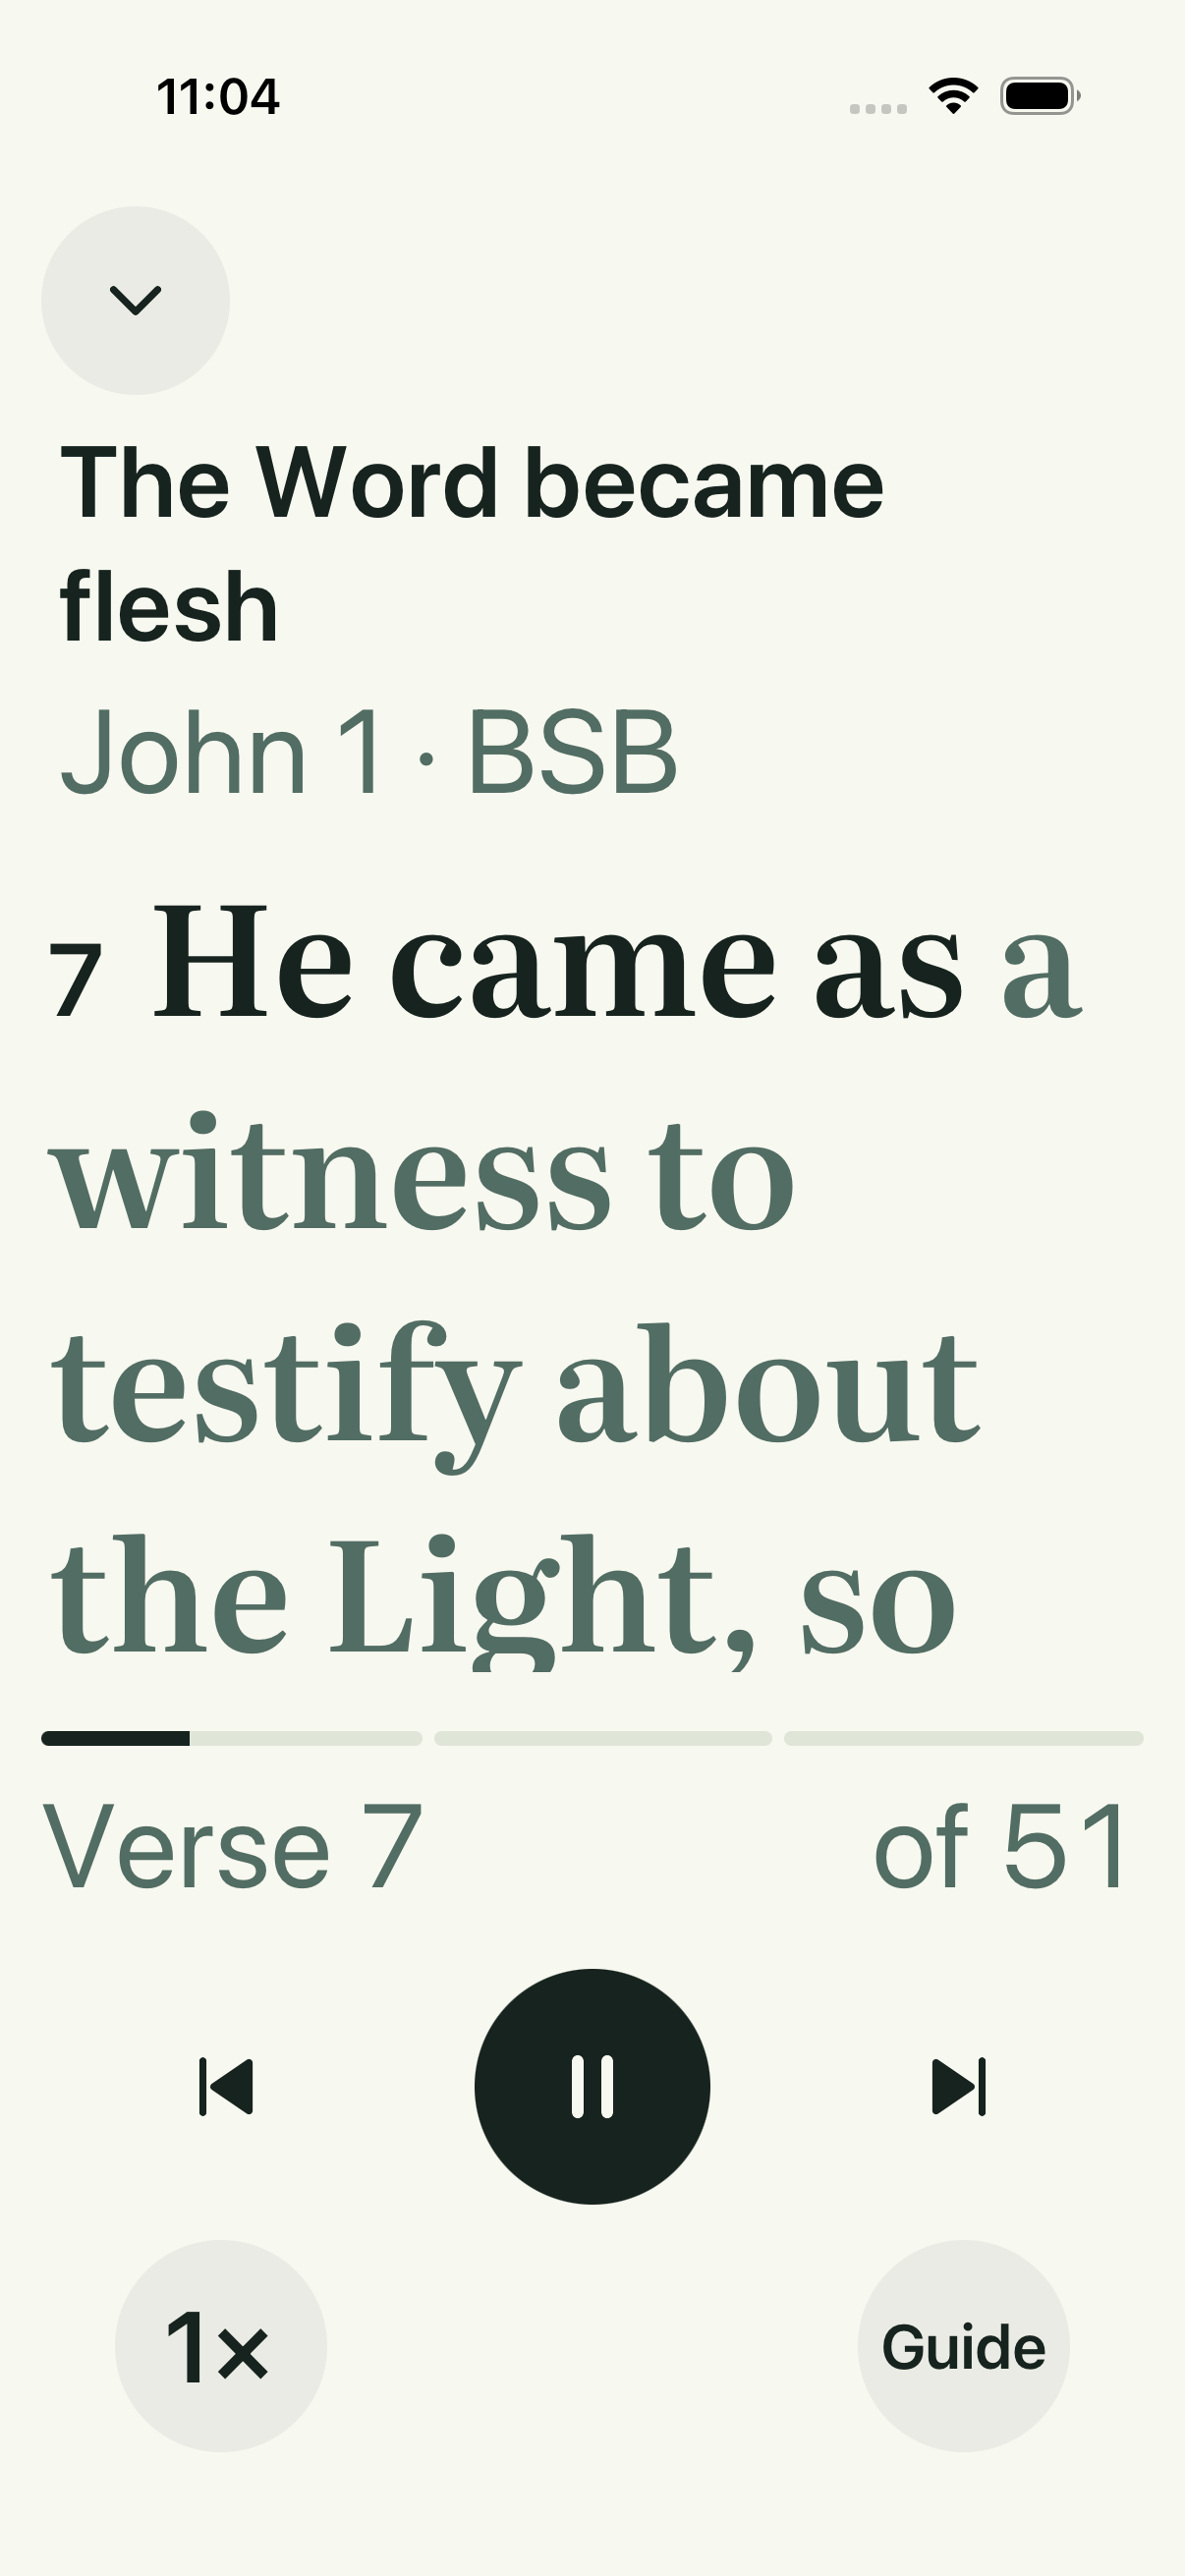 11:04
The Word became
flesh
John 1 · BSB
7 He came as a
witness to
testify about
the Light, so
Verse 7 of 51
1×
Guide